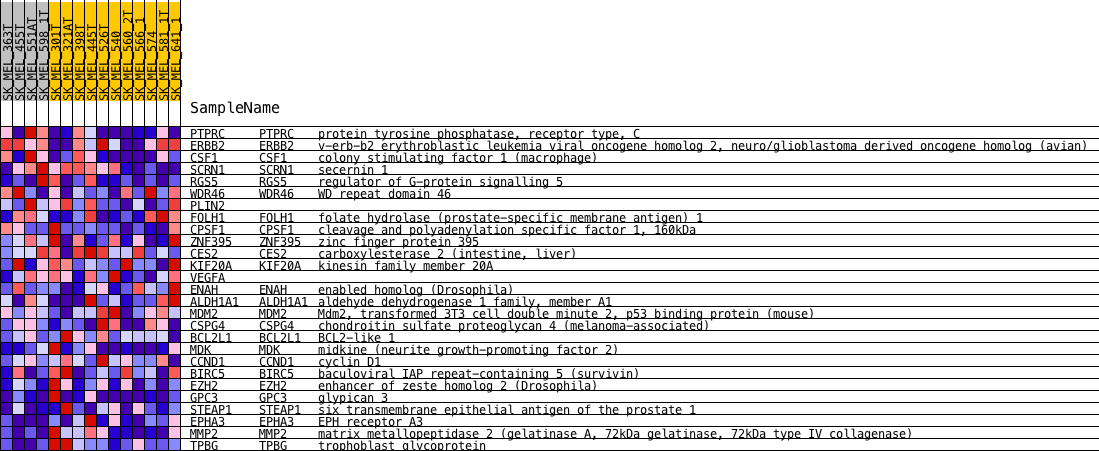 SK_MEL_363T
SK_MEL_455T
SK_MEL_551AT
SK_MEL_598_1T
SK_MEL_301T
SK_MEL_321AT
SK_MEL_398T
SK_MEL_445T
SK_MEL_526T
SK_MEL_540
SK_MEL_560_2T
SK_MEL_566_1
SK_MEL_574
SK_MEL_581_1T
SK_MEL_641_1
SampleName
PTPRC PTPRC protein tyrosine phosphatase, receptor type, C
ERBB2 ERBB2 v-erb-b2 erythroblastic leukemia viral oncogene homolog 2, neuro/glioblastoma derived oncogene homolog (avian)
CSF1 CSF1 colony stimulating factor 1 (macrophage)
SCRN1 SCRN1 secernin 1
RGS5 RGS5 regulator of G-protein signalling 5
WDR46 WDR46 WD repeat domain 46
PLIN2
FOLH1 FOLH1 folate hydrolase (prostate-specific membrane antigen) 1
CPSF1 CPSF1 cleavage and polyadenylation specific factor 1, 160kDa
ZNF395 ZNF395 zinc finger protein 395
CES2 CES2 carboxylesterase 2 (intestine, liver)
KIF20A KIF20A kinesin family member 20A
VEGFA
ENAH ENAH enabled homolog (Drosophila)
ALDH1A1 ALDH1A1 aldehyde dehydrogenase 1 family, member A1
MDM2 MDM2 Mdm2, transformed 3T3 cell double minute 2, p53 binding protein (mouse)
CSPG4 CSPG4 chondroitin sulfate proteoglycan 4 (melanoma-associated)
BCL2L1 BCL2L1 BCL2-like 1
MDK MDK midkine (neurite growth-promoting factor 2)
CCND1 CCND1 cyclin D1
BIRC5 BIRC5 baculoviral IAP repeat-containing 5 (survivin)
EZH2 EZH2 enhancer of zeste homolog 2 (Drosophila)
GPC3 GPC3 glypican 3
STEAP1 STEAP1 six transmembrane epithelial antigen of the prostate 1
EPHA3 EPHA3 EPH receptor A3
MMP2 MMP2 matrix metallopeptidase 2 (gelatinase A, 72kDa gelatinase, 72kDa type IV collagenase)
TPBG TPBG trophoblast glycoprotein